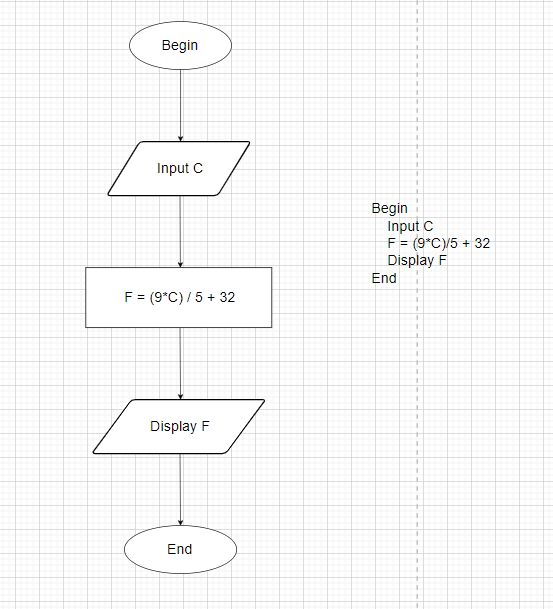 Begin
Input C
F = (9*C) / 5 + 32
Display F
End
Begin
Input C
F = (9*C)/5 + 32
Display F
End